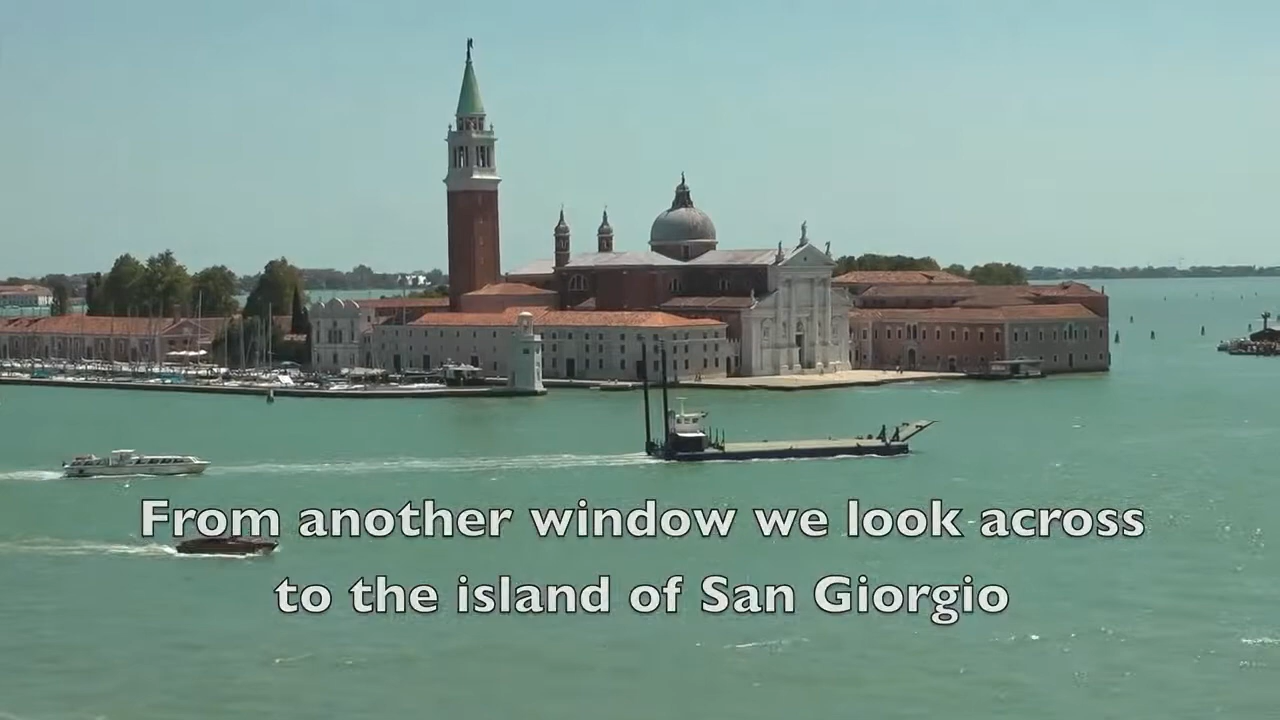 From another window we look across
to the island of San Giorgio